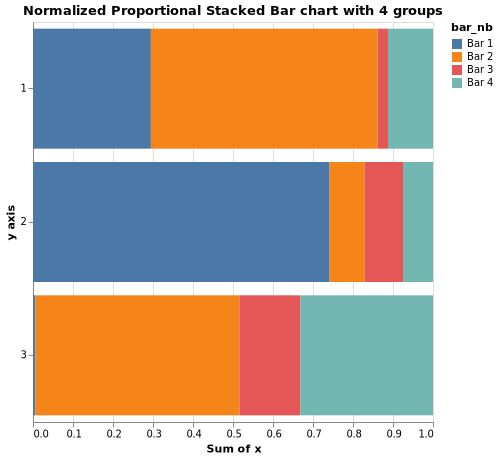 Normalized Proportional Stacked Bar chart with 4 groups
bar_nb
Bar 1
Bar 2
Bar 3
Bar 4
y axis
1
2
3
0.0 0.1 0.2 0.3 0.4 0.5 0.6 0.7 0.8 0.9 1.0
Sum of x